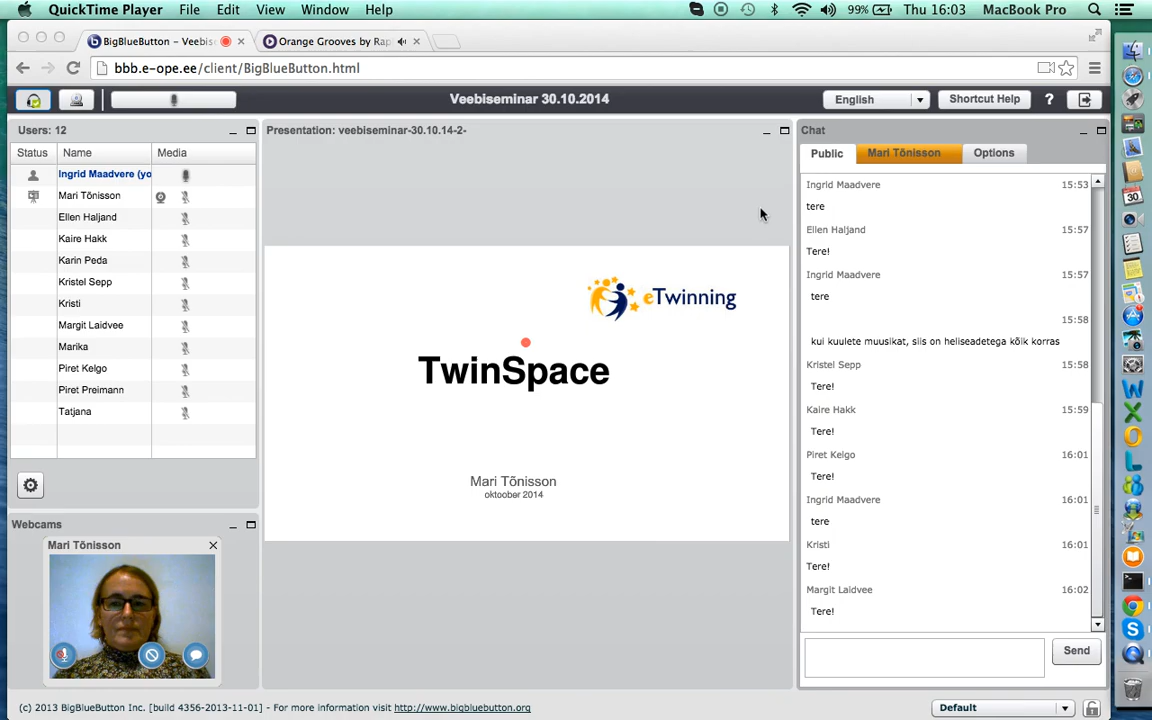 QuickTime Player File Edit View Window Help 99% Thu 16:03 MacBook Pro
BigBlueButton – Veebis Orange Grooves by Rap
bbb.e-ope.ee/client/BigBlueButton.html
Veebiseminar 30.10.2014 English Shortcut Help ?
Users: 12
Status Name Media
Ingrid Maadvere (yo
Mari Tõnisson
Ellen Haljand
Kaire Hakk
Karin Peda
Kristel Sepp
Kristi
Margit Laidvee
Marika
Piret Kelgo
Piret Preimann
Tatjana
Webcams
Mari Tõnisson
Presentation: veebiseminar-30.10.14-2-
eTwinning
TwinSpace
Mari Tõnisson
oktoober 2014
Chat
Public Mari Tõnisson Options
Ingrid Maadvere 15:53
tere
Ellen Haljand 15:57
Tere!
Ingrid Maadvere 15:57
tere
15:58
kui kuulete muusikat, siis on heliseadetega kõik korras
Kristel Sepp 15:58
Tere!
Kaire Hakk 15:59
Tere!
Piret Kelgo 16:01
Tere!
Ingrid Maadvere 16:01
tere
Kristi 16:01
Tere!
Margit Laidvee 16:02
Tere!
Send
(c) 2013 BigBlueButton Inc. [build 4356-2013-11-01] - For more information visit http://www.bigbluebutton.org
Default
30